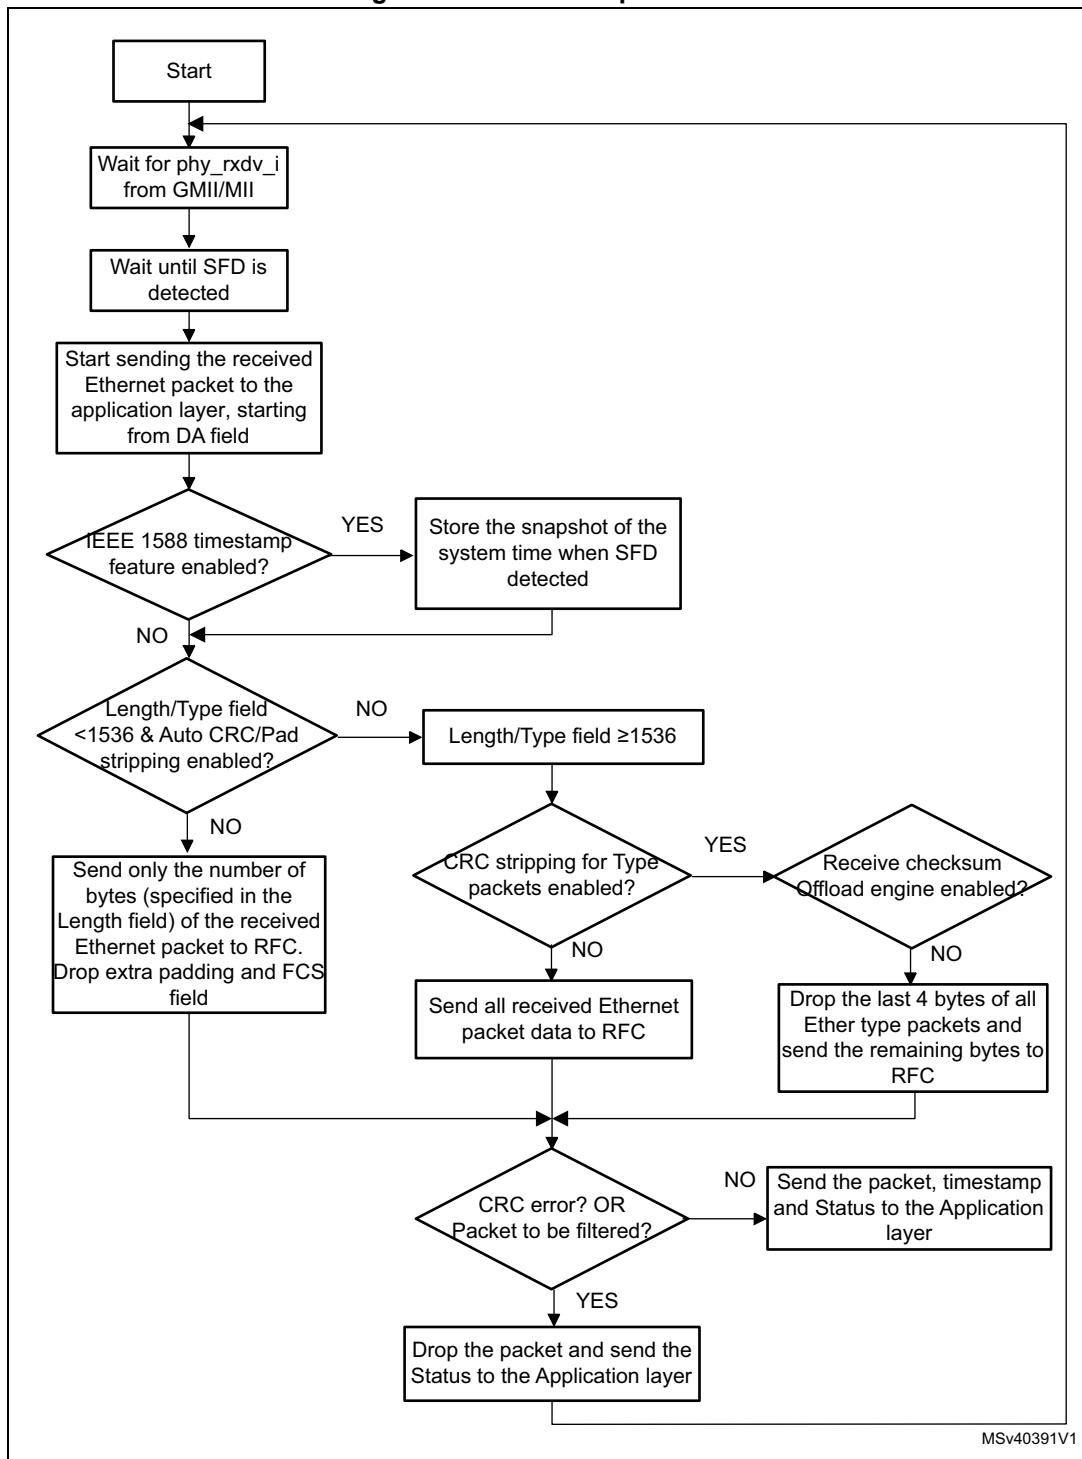 Start
Wait for phy_rxdv_i
from GMII/MII
Wait until SFD is
detected
Start sending the received
Ethernet packet to the
application layer, starting
from DA field
IEEE 1588 timestamp
feature enabled?
YES
Store the snapshot of the
system time when SFD
detected
NO
Length/Type field
<1536 & Auto CRC/Pad
stripping enabled?
NO
Length/Type field ≥1536
NO
Send only the number of
bytes (specified in the
Length field) of the received
Ethernet packet to RFC.
Drop extra padding and FCS
field
CRC stripping for Type
packets enabled?
YES
Receive checksum
Offload engine enabled?
NO
Send all received Ethernet
packet data to RFC
NO
Drop the last 4 bytes of all
Ether type packets and
send the remaining bytes to
RFC
CRC error? OR
Packet to be filtered?
NO
Send the packet, timestamp
and Status to the Application
layer
YES
Drop the packet and send the
Status to the Application layer
MSv40391V1